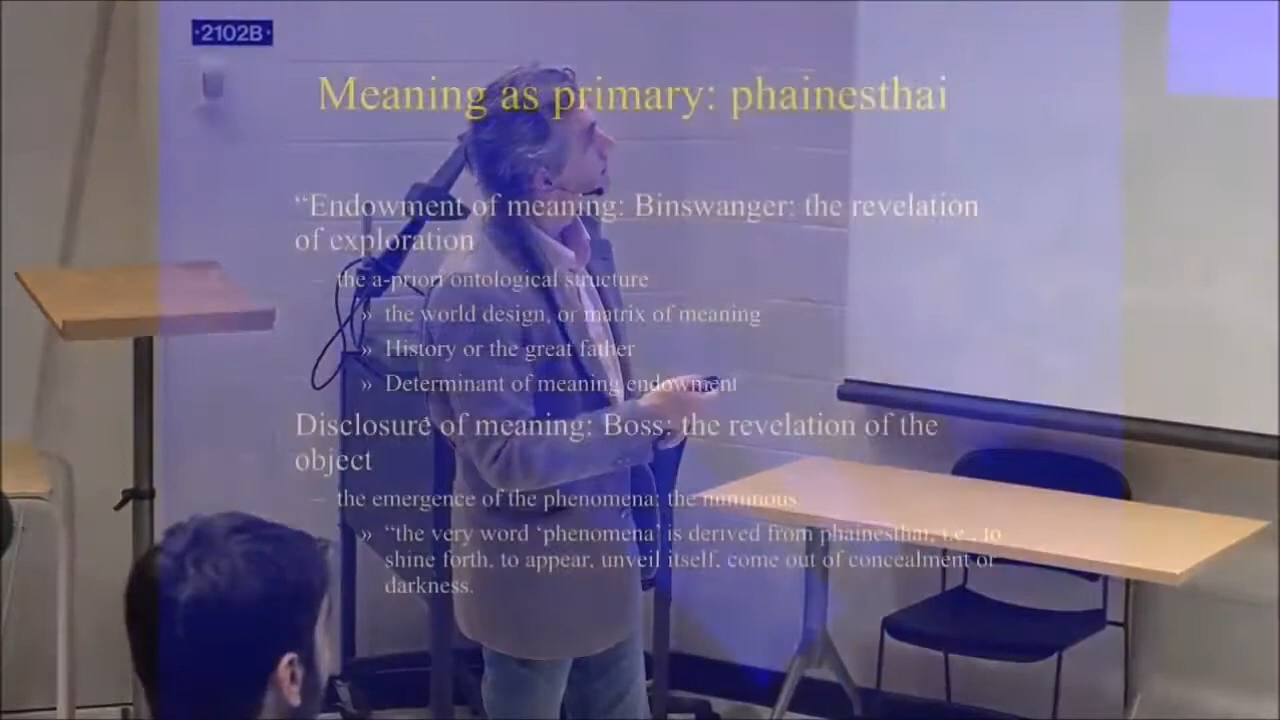 ·2102B·
Meaning as primary: phainesthai
“Endowment of meaning: Binswanger: the revelation
of exploration
– the a-priori ontological structure
» the world design, or matrix of meaning
» History or the great father
» Determinant of meaning endowment
Disclosure of meaning: Boss: the revelation of the
object
– the emergence of the phenomena: the numinous
» “the very word ‘phenomena’ is derived from phainesthai, i.e., to
shine forth, to appear, unveil itself, come out of concealment or
darkness.